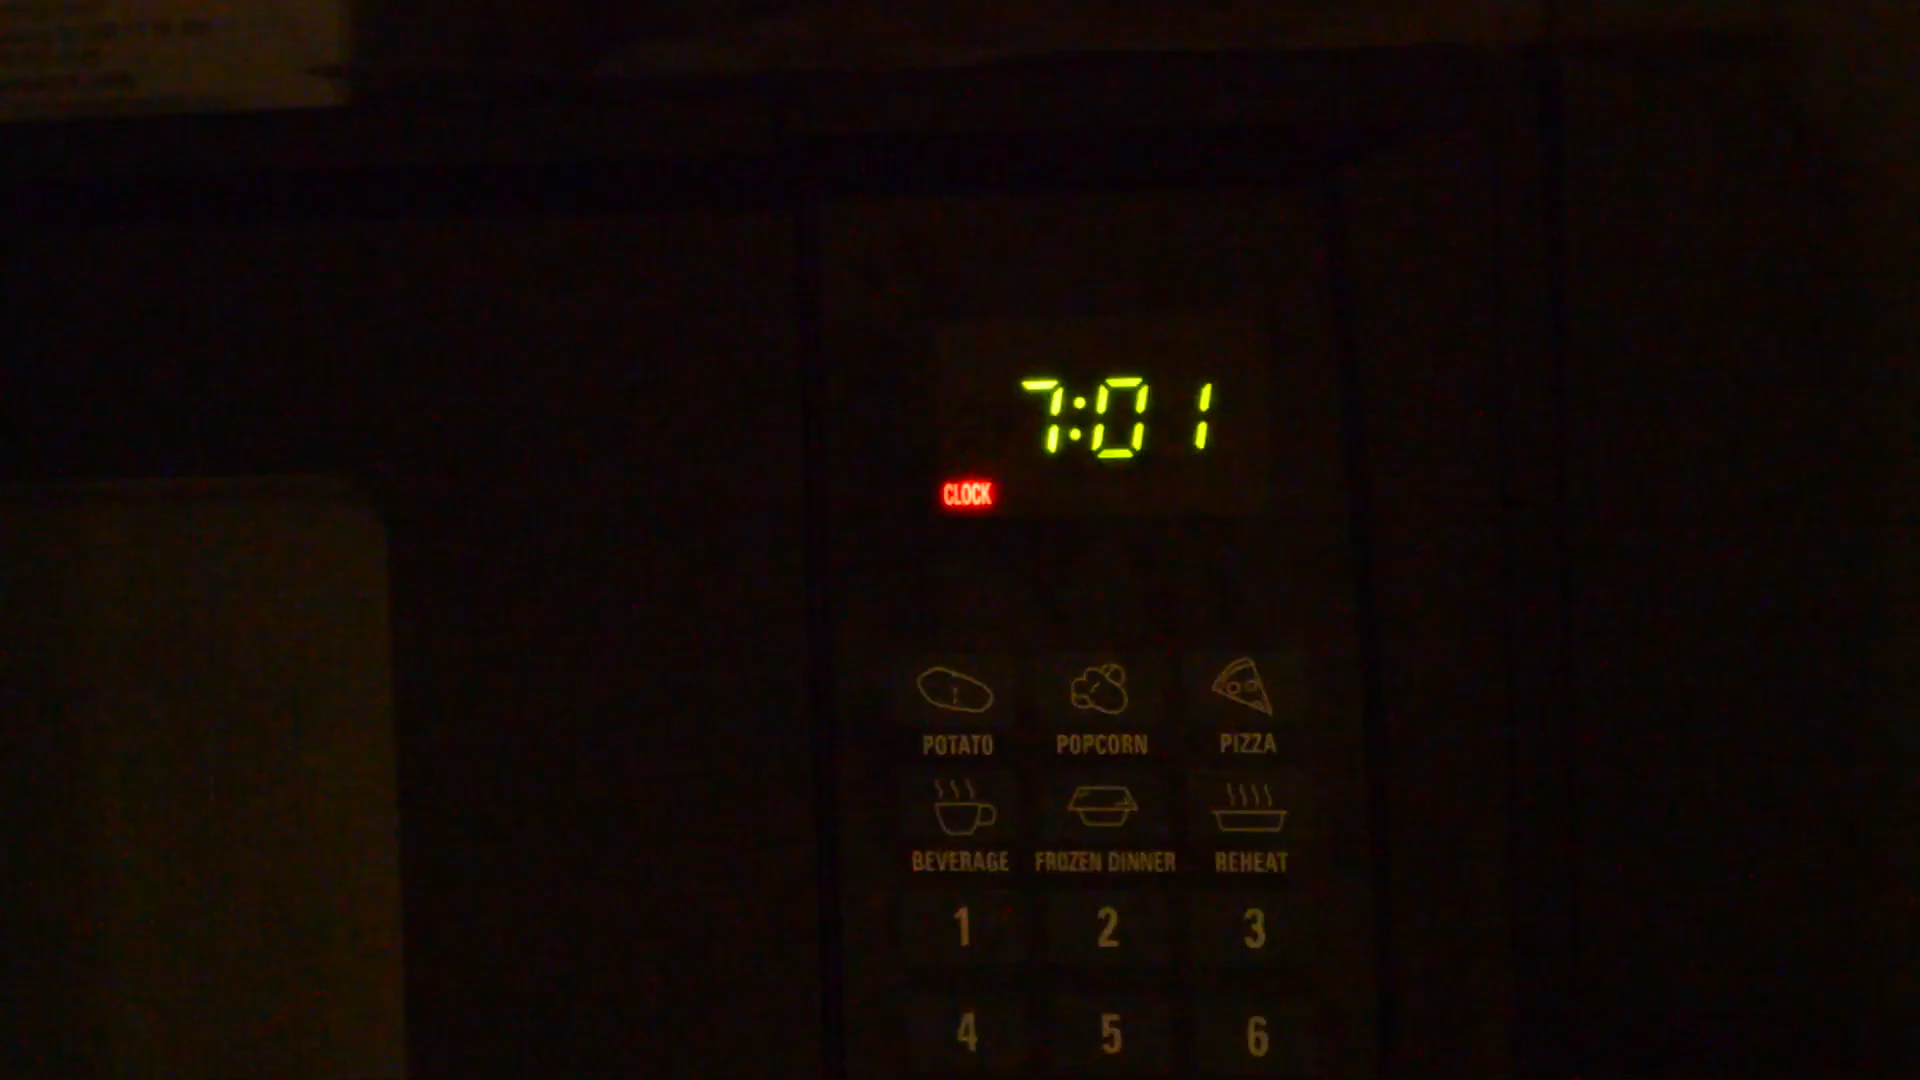 7:01
CLOCK
POTATO POPCORN PIZZA
BEVERAGE FROZEN DINNER REHEAT
1 2 3
4 5 6